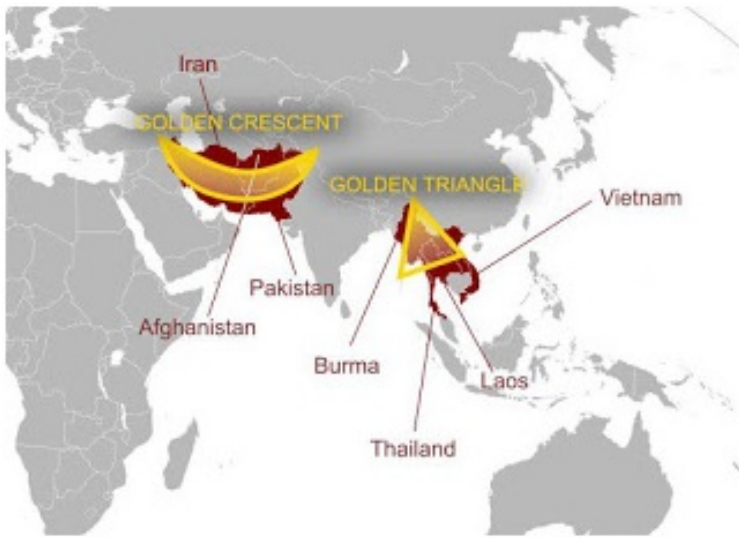 Iran
GOLDEN CRESCENT
GOLDEN TRIANGLE
Vietnam
Pakistan
Afghanistan
Burma
Laos
Thailand